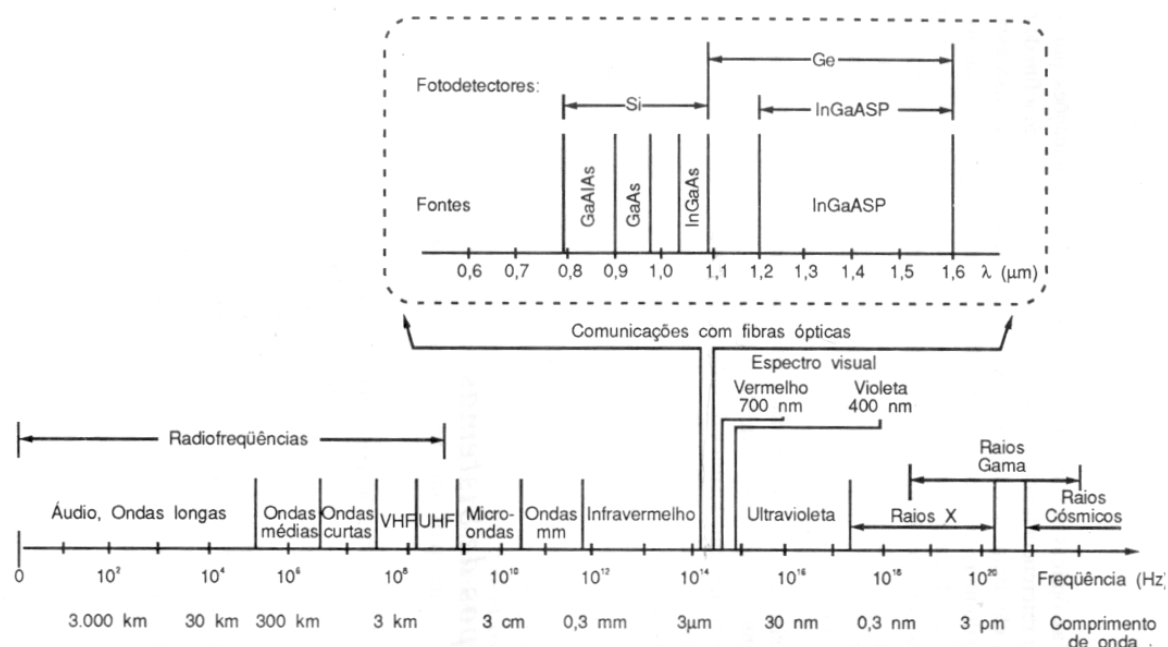 Fotodetectores:
Ge
Si
InGaASP
Fontes
GaAlAs
GaAs
InGaAs
InGaASP
0,6 0,7 0,8 0,9 1,0 1,1 1,2 1,3 1,4 1,5 1,6 λ (μm)
Comunicações com fibras ópticas
Espectro visual
Vermelho Violeta
700 nm 400 nm
Radiofreqüências
Raios
Gama
Áudio, Ondas longas
Ondas
médias
Ondas
curtas
VHF
UHF
Micro-
ondas
Ondas
mm
Infravermelho
Ultravioleta
Raios X
Raios
Cósmicos
0 10² 10⁴ 10⁶ 10⁸ 10¹⁰ 10¹² 10¹⁴ 10¹⁶ 10¹⁸ 10²⁰ Freqüência (Hz)
3.000 km 30 km 300 km 3 km 3 cm 0,3 mm 3μm 30 nm 0,3 nm 3 pm Comprimento
de onda